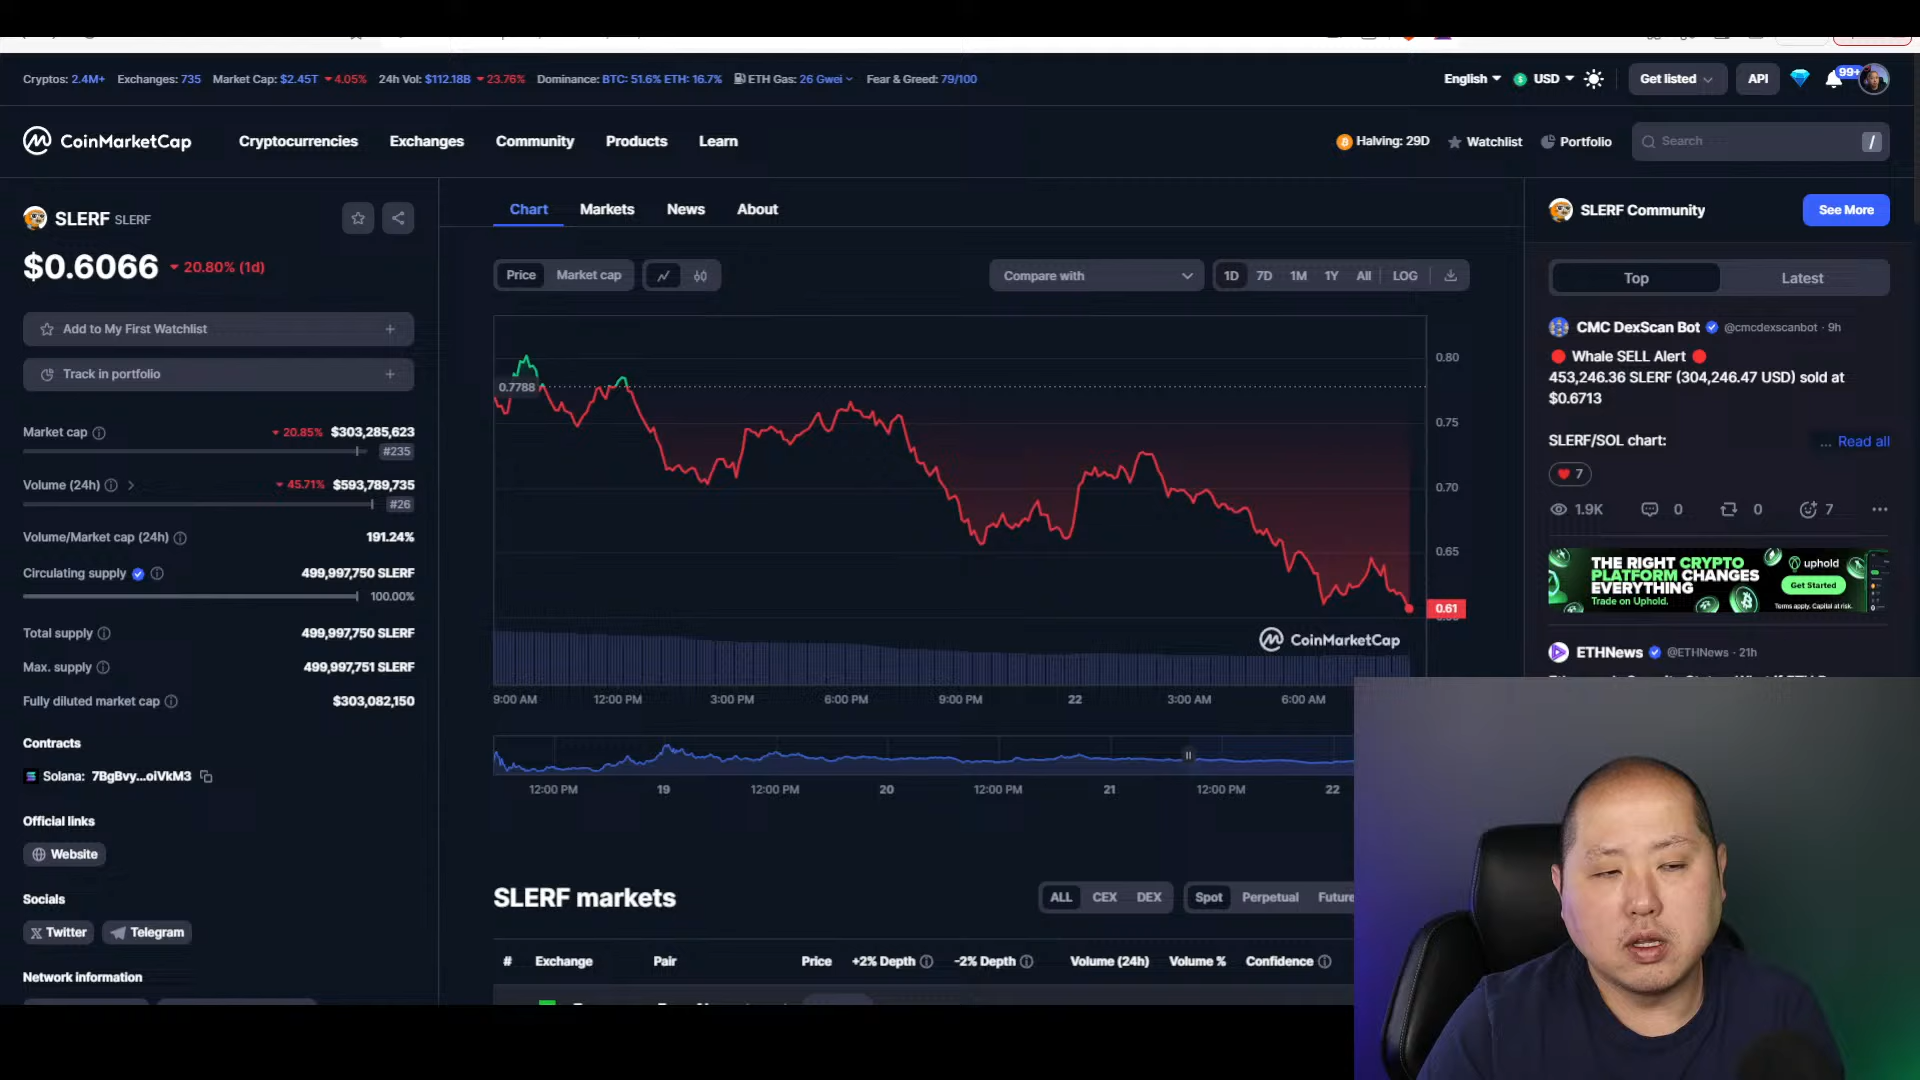 Cryptos: 2.4M+ Exchanges: 735 Market Cap: $2.45T 4.05% 24h Vol: $112.18B 23.76% Dominance: BTC: 51.6% ETH: 16.7% ETH Gas: 26 Gwei Fear & Greed: 79/100
English USD Get listed API 99+
CoinMarketCap Cryptocurrencies Exchanges Community Products Learn
Halving: 29D Watchlist Portfolio Search /
SLERF SLERF
$0.6066 20.80% (1d)
Add to My First Watchlist +
Track in portfolio +
Market cap 20.85% $303,285,623
#235
Volume (24h) 45.71% $593,789,735
#26
Volume/Market cap (24h) 191.24%
Circulating supply 499,997,750 SLERF
100.00%
Total supply 499,997,750 SLERF
Max. supply 499,997,751 SLERF
Fully diluted market cap $303,082,150
Contracts
Solana: 7BgBvy...oiVkM3
Official links
Website
Socials
Twitter Telegram
Network information
Chart Markets News About
Price Market cap
Compare with 1D 7D 1M 1Y All LOG
0.80
0.7788
0.75
0.70
0.65
0.61
CoinMarketCap
9:00 AM 12:00 PM 3:00 PM 6:00 PM 9:00 PM 22 3:00 AM 6:00 AM
12:00 PM 19 12:00 PM 20 12:00 PM 21 12:00 PM 22
SLERF markets
ALL CEX DEX Spot Perpetual Future
# Exchange Pair Price +2% Depth -2% Depth Volume (24h) Volume % Confidence
SLERF Community See More
Top Latest
CMC DexScan Bot @cmcdexscanbot · 9h
Whale SELL Alert
453,246.36 SLERF (304,246.47 USD) sold at
$0.6713
SLERF/SOL chart:
... Read all
7
1.9K 0 0 7
THE RIGHT CRYPTO
PLATFORM CHANGES
EVERYTHING
Trade on Uphold.
uphold
Get Started
Terms apply. Capital at risk.
ETHNews @ETHNews · 21h